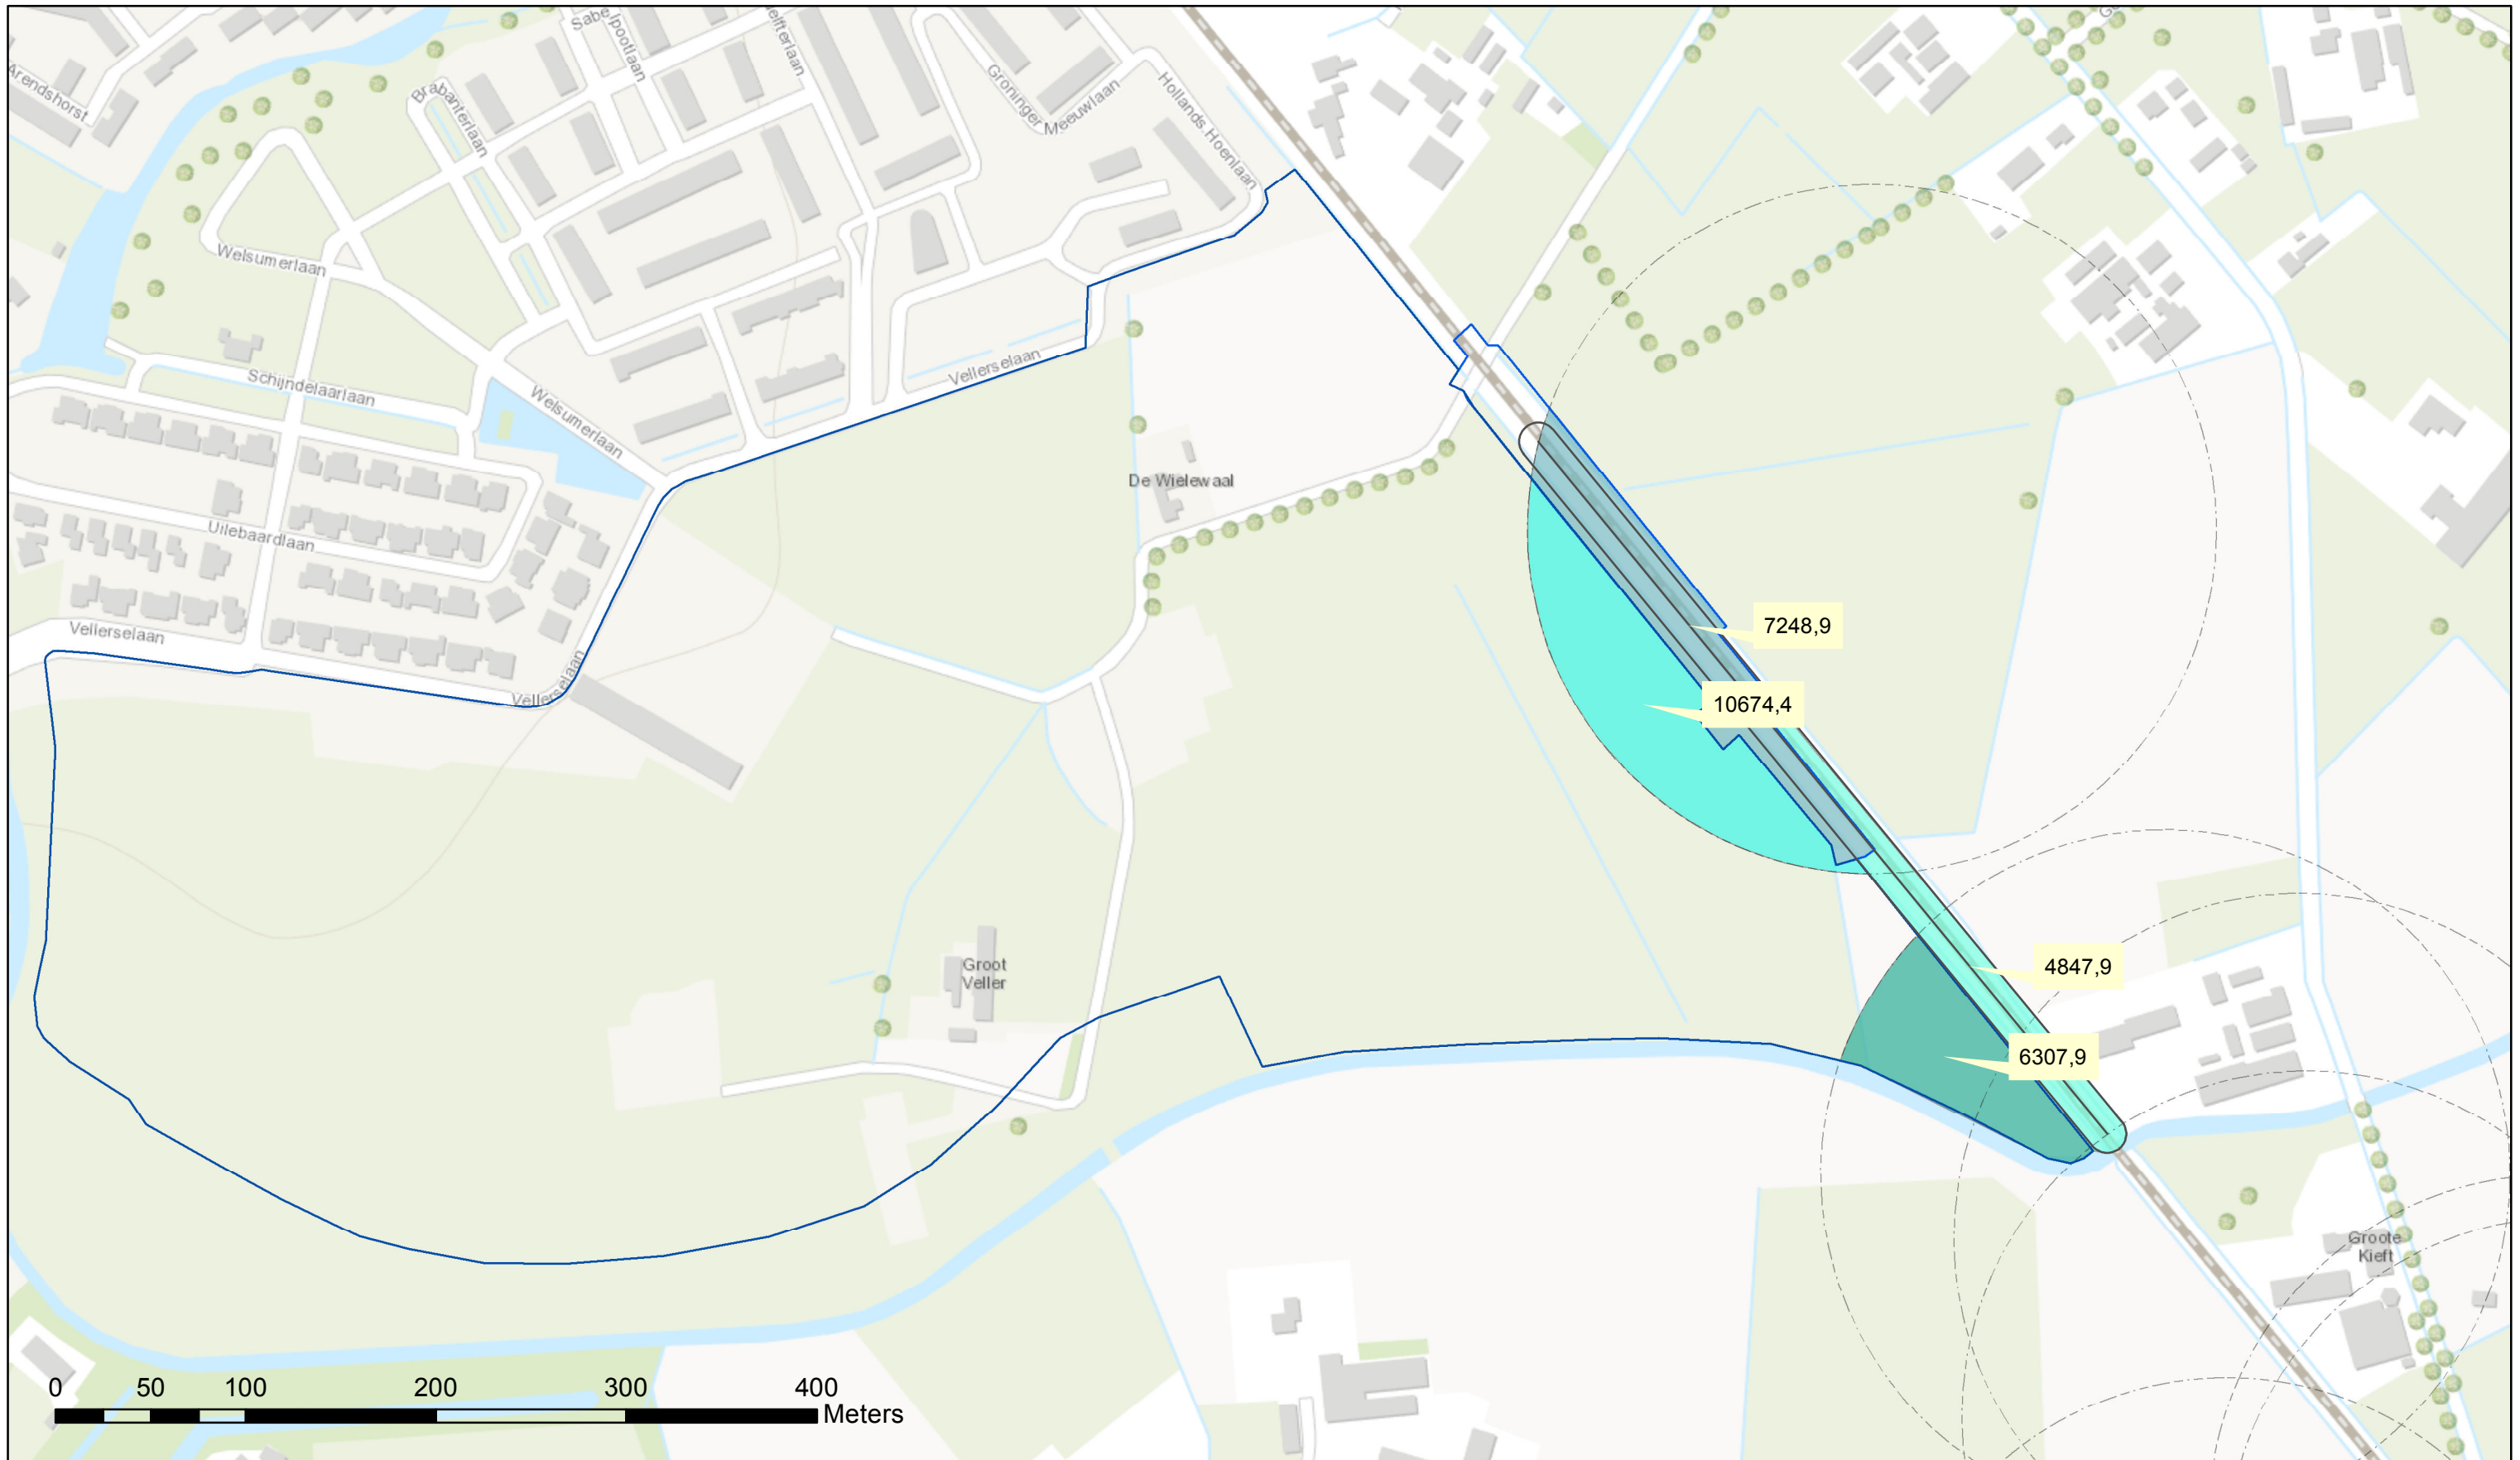 Arendshorst
Brabanterlaan
Groninger
Meeuwlaan
Hollands Hoenlaan
Welsumerlaan
Schijndelaarlaan
Welsumerlaan
Vellerselaan
De Wielewaal
Uilebaardlaan
Vellerselaan
Vellerselaan
7248,9
10674,4
4847,9
6307,9
Groot
Veller
Groote
Kieft
0 50 100 200 300 400
Meters